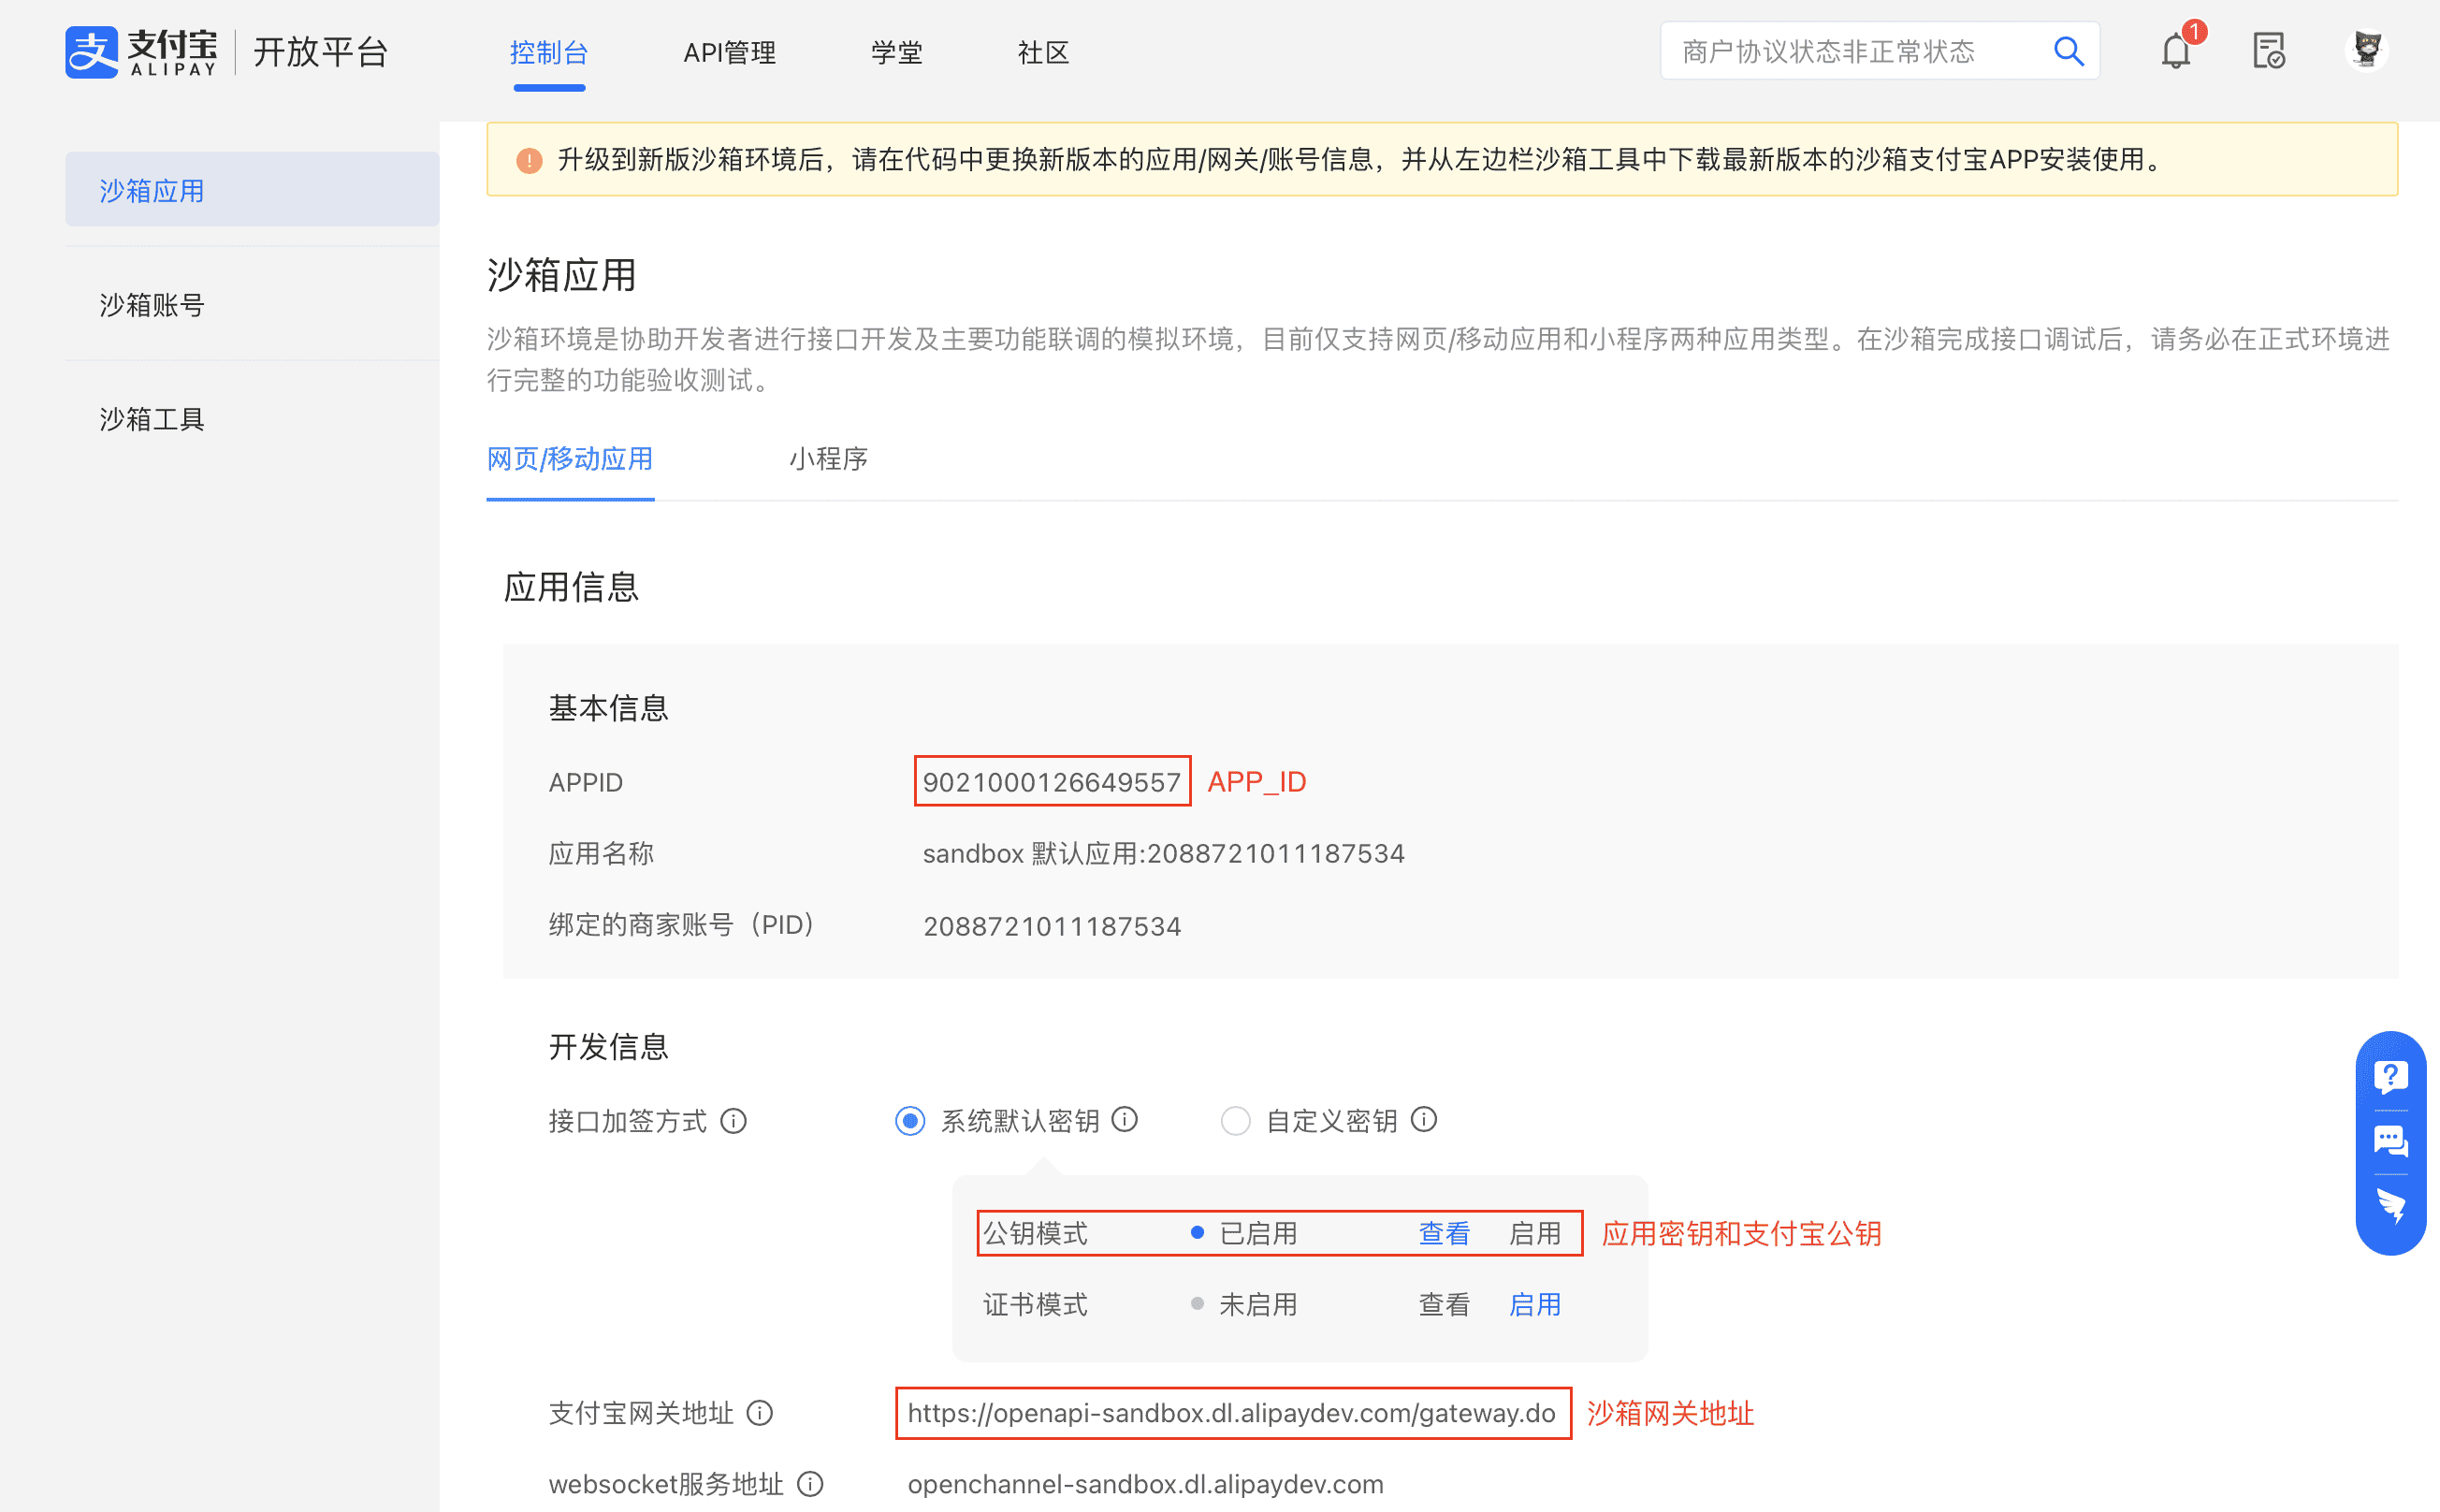 支付宝 开放平台 控制台 API管理 学堂 社区 商户协议状态非正常状态 1
ALIPAY
沙箱应用
沙箱账号
沙箱工具
! 升级到新版沙箱环境后，请在代码中更换新版本的应用/网关/账号信息，并从左边栏沙箱工具中下载最新版本的沙箱支付宝APP安装使用。
沙箱应用
沙箱环境是协助开发者进行接口开发及主要功能联调的模拟环境，目前仅支持网页/移动应用和小程序两种应用类型。在沙箱完成接口调试后，请务必在正式环境进
行完整的功能验收测试。
网页/移动应用 小程序
应用信息
基本信息
APPID 9021000126649557 APP_ID
应用名称 sandbox 默认应用:2088721011187534
绑定的商家账号（PID） 2088721011187534
开发信息
接口加签方式 系统默认密钥 自定义密钥
公钥模式 已启用 查看 启用 应用密钥和支付宝公钥
证书模式 未启用 查看 启用
支付宝网关地址 https://openapi-sandbox.dl.alipaydev.com/gateway.do 沙箱网关地址
websocket服务地址 openchannel-sandbox.dl.alipaydev.com